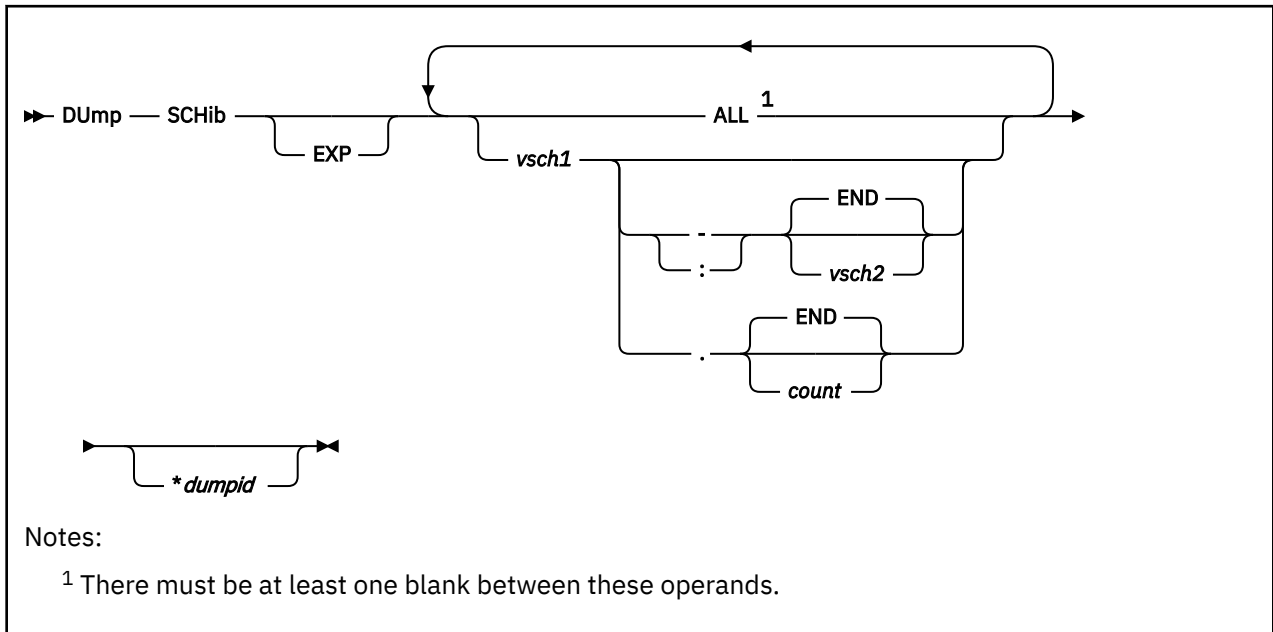 DUmp SCHib EXP ALL 1
vsch1
END
-
:
vsch2
END
.
count
*dumpid
Notes:
1 There must be at least one blank between these operands.